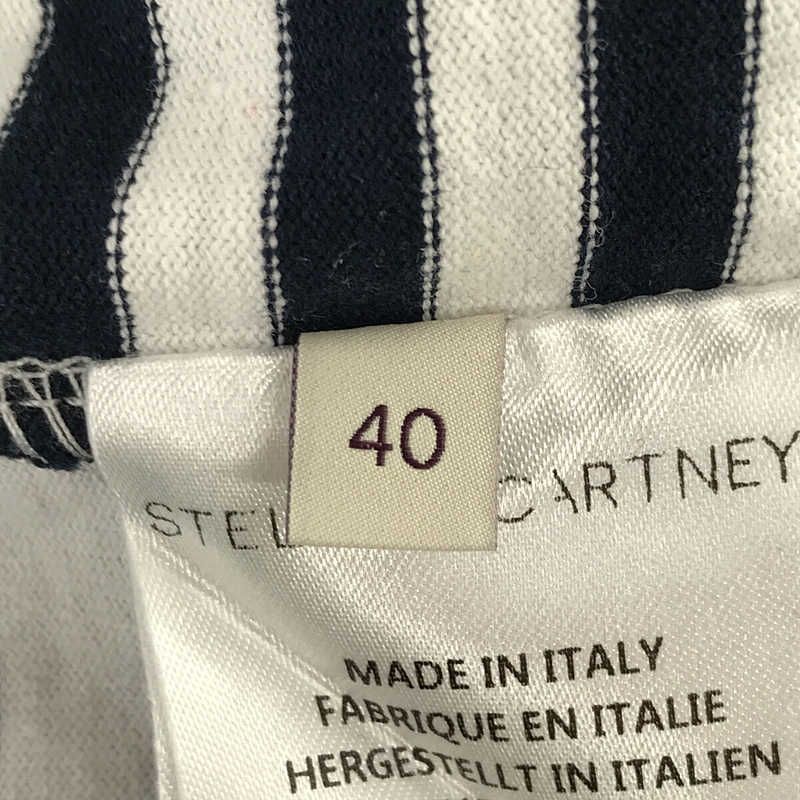 40
STEL CARTNEY
MADE IN ITALY
FABRIQUE EN ITALIE
HERGESTELLT IN ITALIEN